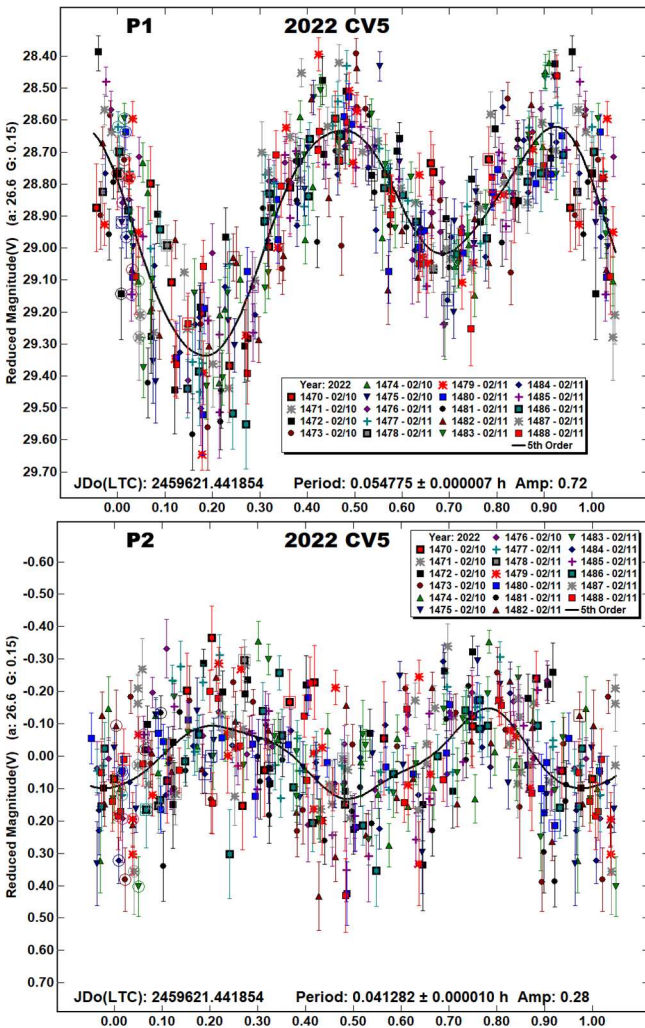 P1 2022 CV5
28.40
28.50
28.60
28.70
28.80
28.90
29.00
29.10
29.20
29.30
29.40
29.50
29.60
29.70
Reduced Magnitude(V) (a: 26.6 G: 0.15)
Year: 2022 1474 - 02/10 1479 - 02/11 1484 - 02/11
1470 - 02/10 1475 - 02/10 1480 - 02/11 1485 - 02/11
1471 - 02/10 1476 - 02/11 1481 - 02/11 1486 - 02/11
1472 - 02/10 1477 - 02/11 1482 - 02/11 1487 - 02/11
1473 - 02/10 1478 - 02/11 1483 - 02/11 1488 - 02/11
5th Order
JDo(LTC): 2459621.441854 Period: 0.054775 ± 0.000007 h Amp: 0.72
0.00 0.10 0.20 0.30 0.40 0.50 0.60 0.70 0.80 0.90 1.00
P2 2022 CV5
Year: 2022 1476 - 02/10 1483 - 02/11
1470 - 02/10 1477 - 02/11 1484 - 02/11
1471 - 02/10 1478 - 02/11 1485 - 02/11
1472 - 02/10 1479 - 02/11 1486 - 02/11
1473 - 02/10 1480 - 02/11 1487 - 02/11
1474 - 02/10 1481 - 02/11 1488 - 02/11
1475 - 02/10 1482 - 02/11 5th Order
-0.60
-0.50
-0.40
-0.30
-0.20
-0.10
0.00
0.10
0.20
0.30
0.40
0.50
0.60
0.70
Reduced Magnitude(V) (a: 26.6 G: 0.15)
JDo(LTC): 2459621.441854 Period: 0.041282 ± 0.000010 h Amp: 0.28
0.00 0.10 0.20 0.30 0.40 0.50 0.60 0.70 0.80 0.90 1.00